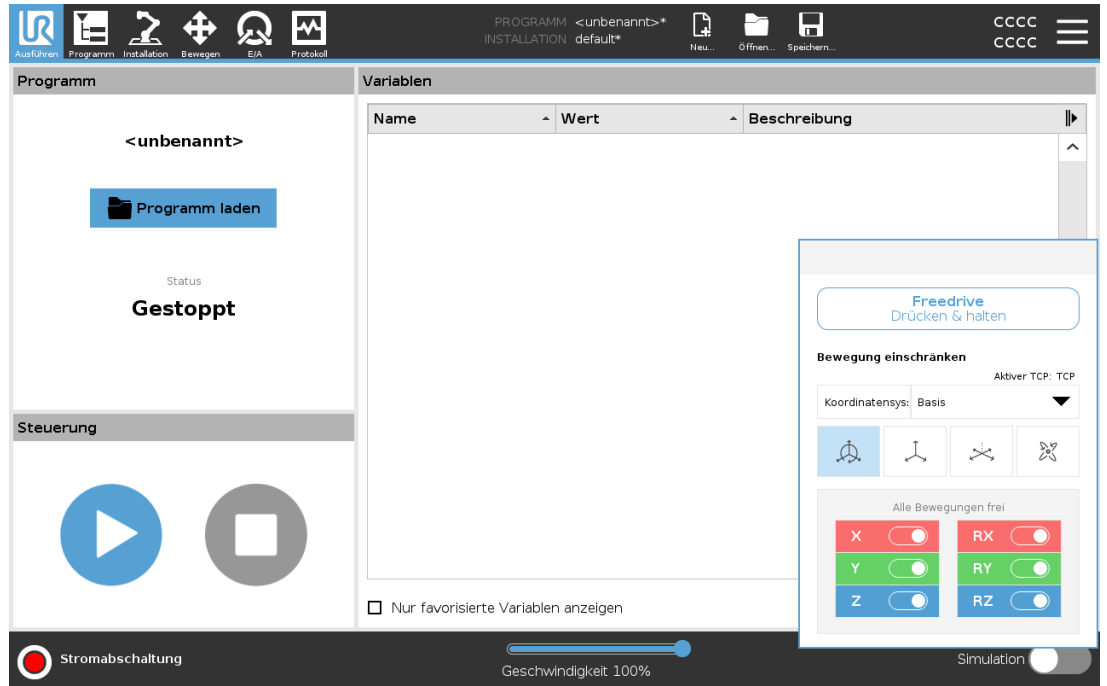 UR
Ausführen
Programm
Installation
Bewegen
E/A
Protokoll
PROGRAMM <unbenannt>*
INSTALLATION default*
Neu...
Öffnen...
Speichern...
CCCC
CCCC
Programm
<unbenannt>
Programm laden
Status
Gestoppt
Steuerung
Variablen
Name
Wert
Beschreibung
Nur favorisierte Variablen anzeigen
Freedrive
Drücken & halten
Bewegung einschränken
Aktiver TCP: TCP
Koordinatensys: Basis
Alle Bewegungen frei
X RX
Y RY
Z RZ
Stromabschaltung
Geschwindigkeit 100%
Simulation